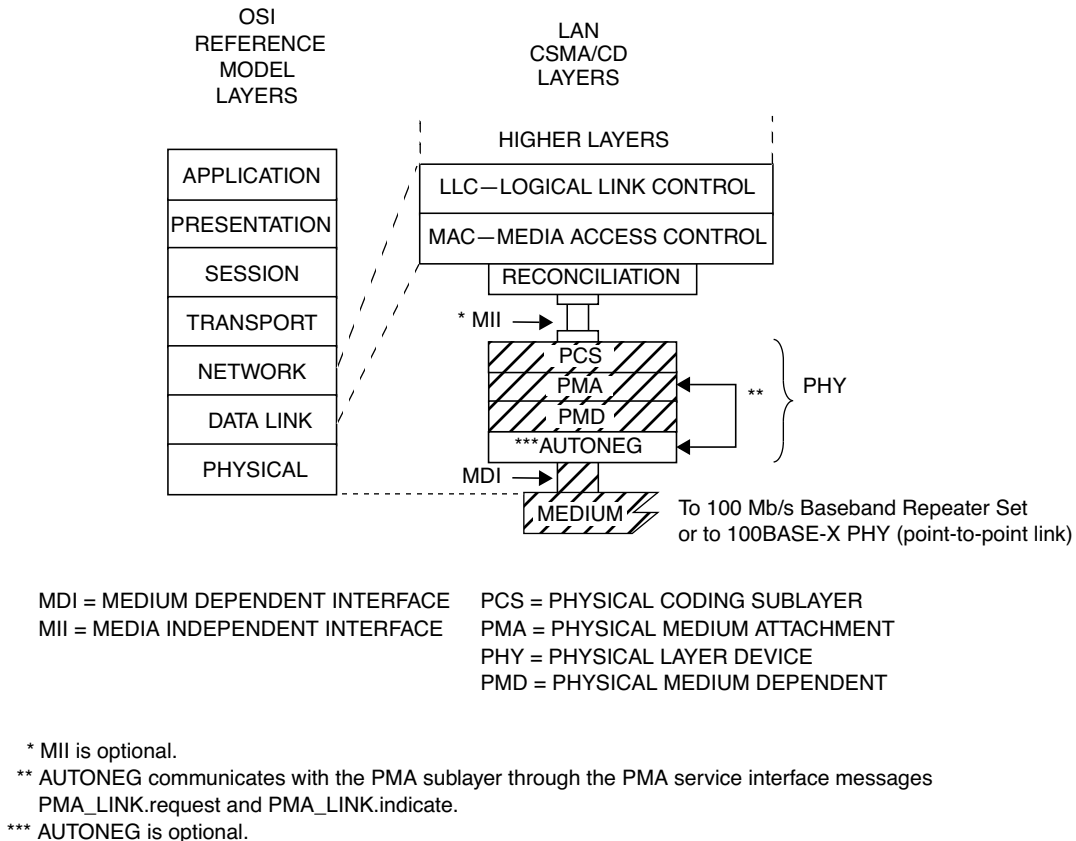 OSI
REFERENCE
MODEL
LAYERS
LAN
CSMA/CD
LAYERS
HIGHER LAYERS
APPLICATION
PRESENTATION
SESSION
TRANSPORT
NETWORK
DATA LINK
PHYSICAL
LLC—LOGICAL LINK CONTROL
MAC—MEDIA ACCESS CONTROL
RECONCILIATION
* MII
PCS
PMA
PMD
***AUTONEG
**
PHY
MDI
MEDIUM
To 100 Mb/s Baseband Repeater Set
or to 100BASE-X PHY (point-to-point link)
MDI = MEDIUM DEPENDENT INTERFACE
MII = MEDIA INDEPENDENT INTERFACE
PCS = PHYSICAL CODING SUBLAYER
PMA = PHYSICAL MEDIUM ATTACHMENT
PHY = PHYSICAL LAYER DEVICE
PMD = PHYSICAL MEDIUM DEPENDENT
* MII is optional.
** AUTONEG communicates with the PMA sublayer through the PMA service interface messages
PMA_LINK.request and PMA_LINK.indicate.
*** AUTONEG is optional.